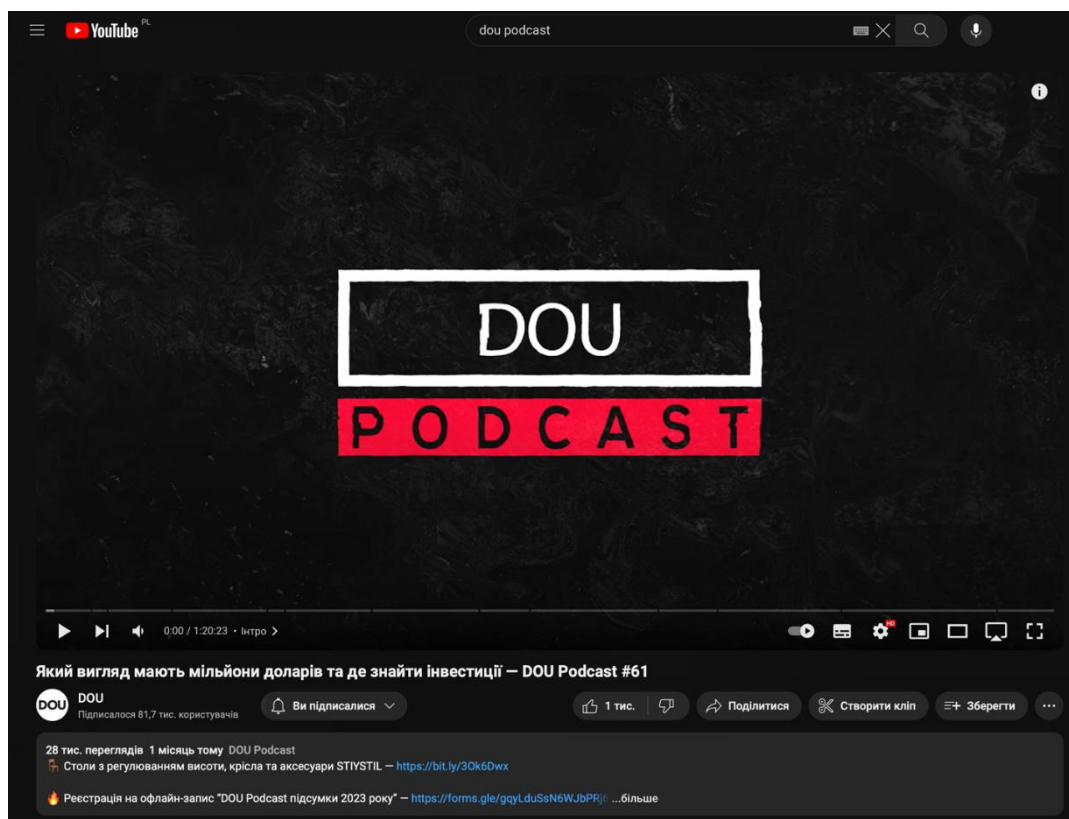 YouTube PL
dou podcast
DOU
PODCAST
0:00 / 1:20:23 • Інтро >
HD
Який вигляд мають мільйони доларів та де знайти інвестиції — DOU Podcast #61
DOU
DOU
Підписалося 81,7 тис. користувачів
Ви підписалися
1 тис.
Поділитися
Створити кліп
Зберегти
28 тис. переглядів 1 місяць тому DOU Podcast
Столи з регулюванням висоти, крісла та аксесуари STIYSTIL — https://bit.ly/3Ok6Dwx
Реєстрація на офлайн-запис "DOU Podcast підсумки 2023 року" — https://forms.gle/gqyLduSsN6WJbPRj6 ...більше